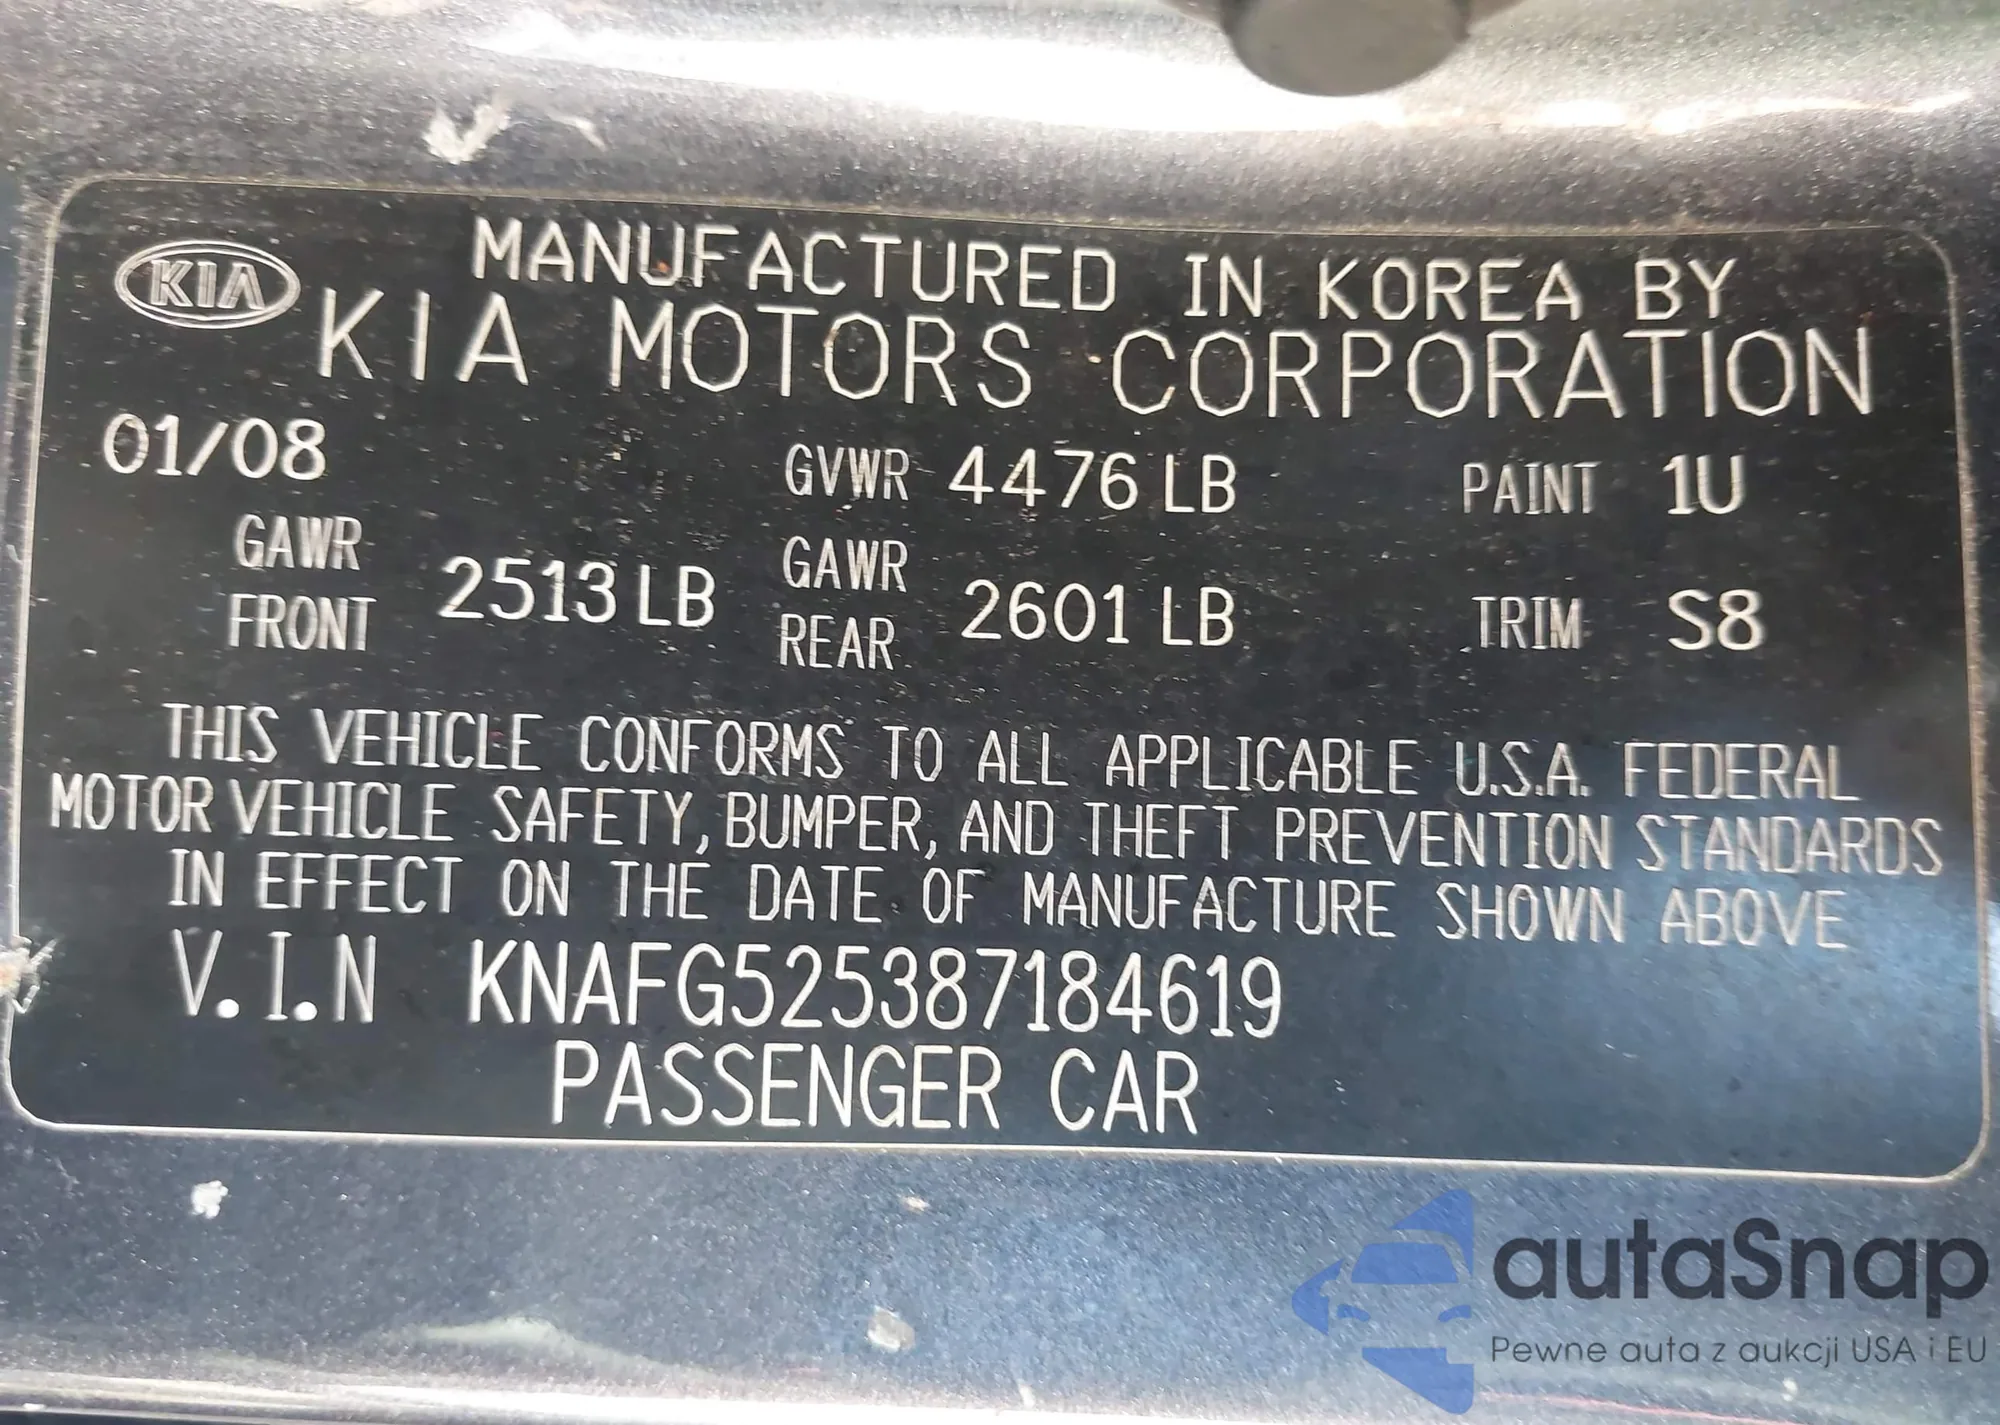 KIA
MANUFACTURED IN KOREA BY
KIA MOTORS CORPORATION
01/08 GVWR 4476 LB PAINT 1U
GAWR FRONT 2513 LB GAWR REAR 2601 LB TRIM S8
THIS VEHICLE CONFORMS TO ALL APPLICABLE U.S.A. FEDERAL
MOTOR VEHICLE SAFETY, BUMPER, AND THEFT PREVENTION STANDARDS
IN EFFECT ON THE DATE OF MANUFACTURE SHOWN ABOVE
V.I.N KNAFG525387184619
PASSENGER CAR
autaSnap
Pewne auta z aukcji USA i EU